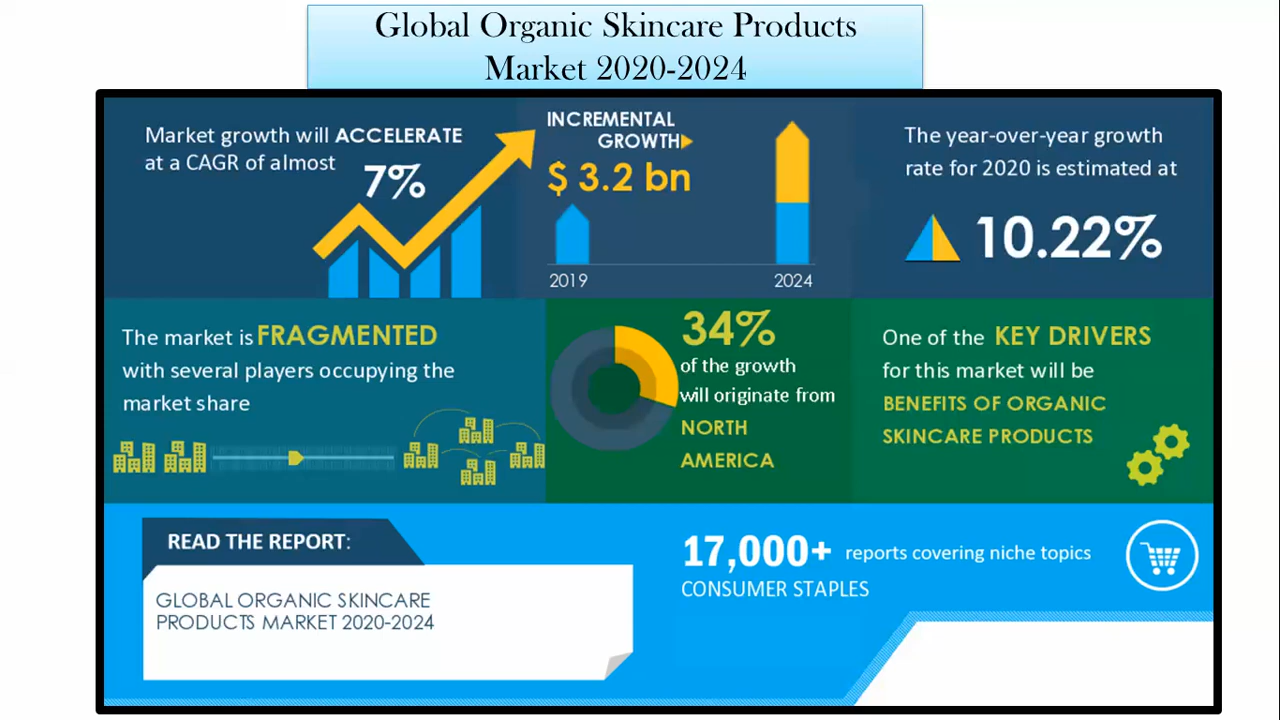 Global Organic Skincare Products
Market 2020-2024
Market growth will ACCELERATE
at a CAGR of almost
7%
INCREMENTAL
GROWTH
$ 3.2 bn
2019
2024
The year-over-year growth
rate for 2020 is estimated at
10.22%
The market is FRAGMENTED
with several players occupying the
market share
34%
of the growth
will originate from
NORTH
AMERICA
One of the KEY DRIVERS
for this market will be
BENEFITS OF ORGANIC
SKINCARE PRODUCTS
READ THE REPORT:
GLOBAL ORGANIC SKINCARE
PRODUCTS MARKET 2020-2024
17,000+ reports covering niche topics
CONSUMER STAPLES